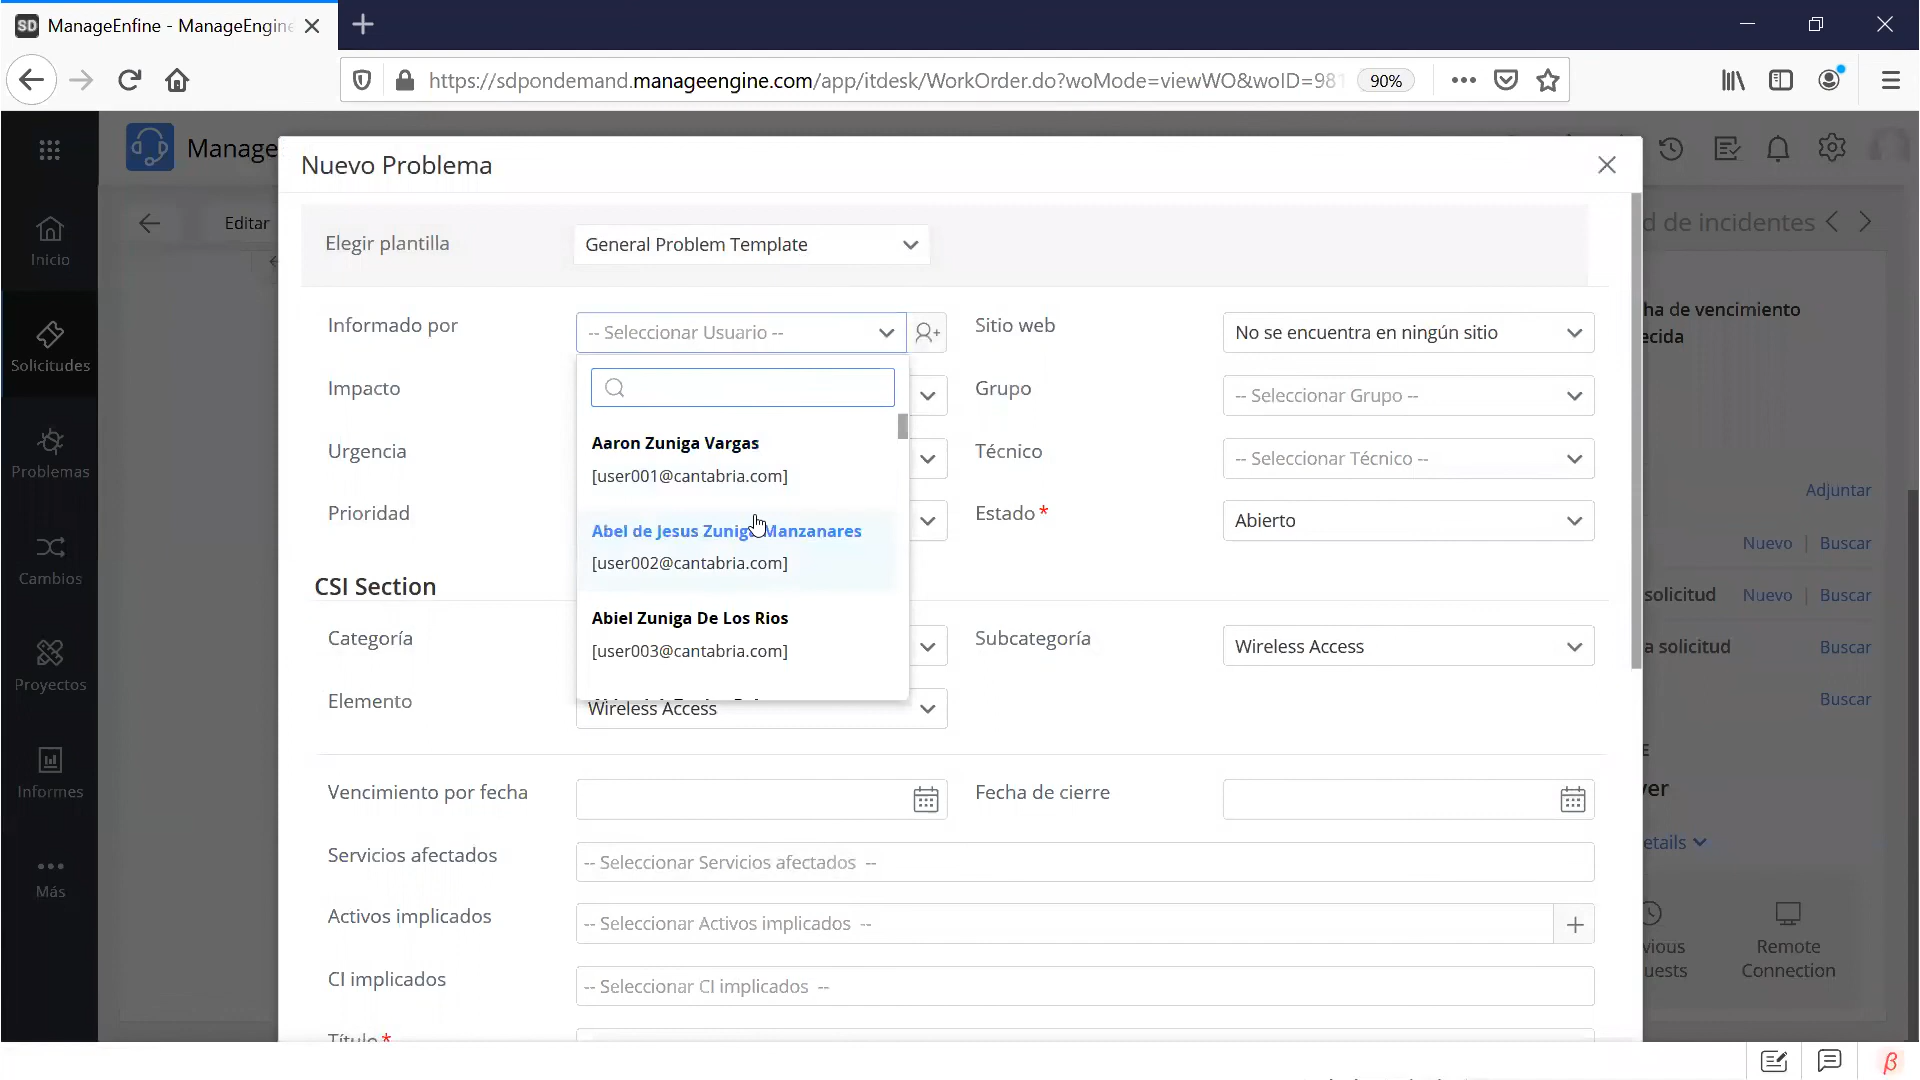 SD ManageEnfine - ManageEngine
https://sdpondemand.manageengine.com/app/itdesk/WorkOrder.do?woMode=viewWO&woID=981
90%
Manage
Nuevo Problema
Editar
d de incidentes
Elegir plantilla
General Problem Template
Inicio
Informado por
-- Seleccionar Usuario --
Sitio web
No se encuentra en ningún sitio
ha de vencimiento
ecida
Solicitudes
Impacto
Grupo
-- Seleccionar Grupo --
Aaron Zuniga Vargas
[user001@cantabria.com]
Urgencia
Técnico
-- Seleccionar Técnico --
Problemas
Adjuntar
Prioridad
Abel de Jesus Zuniga Manzanares
[user002@cantabria.com]
Estado *
Abierto
Nuevo | Buscar
Cambios
CSI Section
solicitud Nuevo | Buscar
Abiel Zuniga De Los Rios
[user003@cantabria.com]
Categoría
Subcategoría
Wireless Access
a solicitud Buscar
Proyectos
Elemento
Wireless Access
Buscar
E
Informes
Vencimiento por fecha
Fecha de cierre
ver
etails
Servicios afectados
-- Seleccionar Servicios afectados --
Más
Activos implicados
-- Seleccionar Activos implicados --
+
vious
uests
Remote
Connection
CI implicados
-- Seleccionar CI implicados --
Título *
β